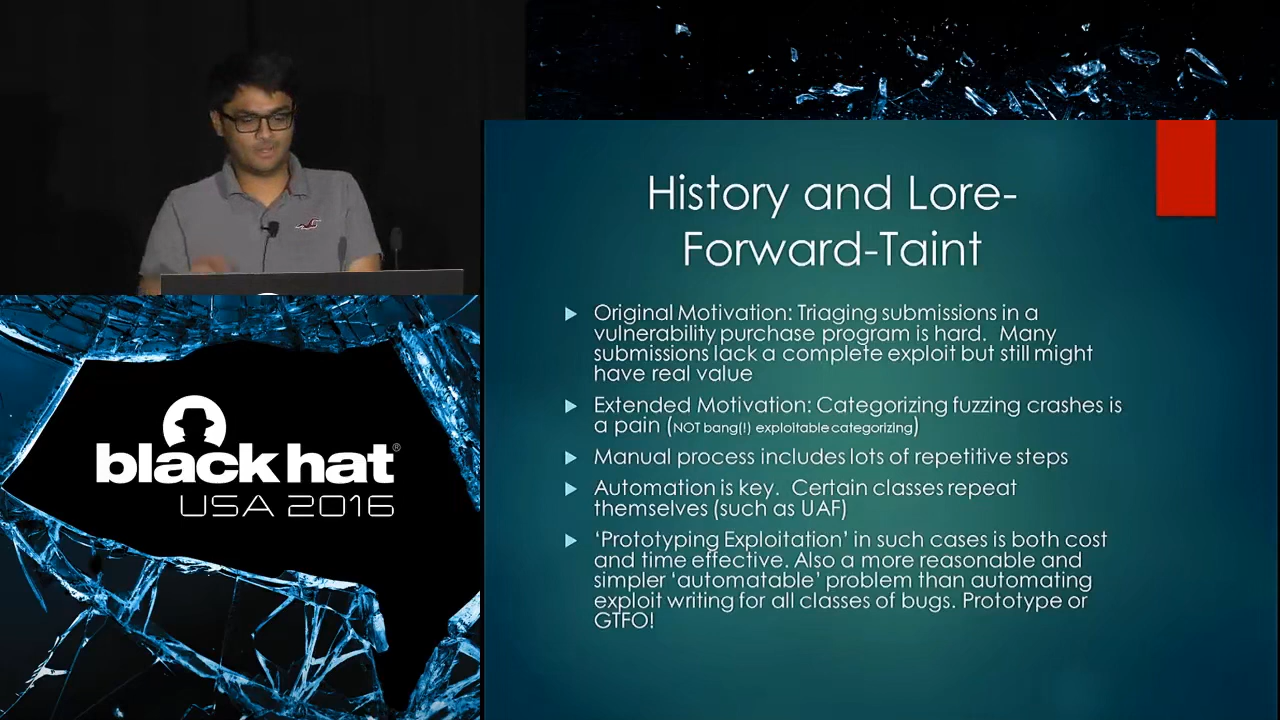 History and Lore-
Forward-Taint
Original Motivation: Triaging submissions in a
vulnerability purchase program is hard. Many
submissions lack a complete exploit but still might
have real value
Extended Motivation: Categorizing fuzzing crashes is
a pain (NOT bang(!) exploitable categorizing)
Manual process includes lots of repetitive steps
Automation is key. Certain classes repeat
themselves (such as UAF)
‘Prototyping Exploitation’ in such cases is both cost
and time effective. Also a more reasonable and
simpler ‘automatable’ problem than automating
exploit writing for all classes of bugs. Prototype or
GTFO!
black hat®
USA 2016